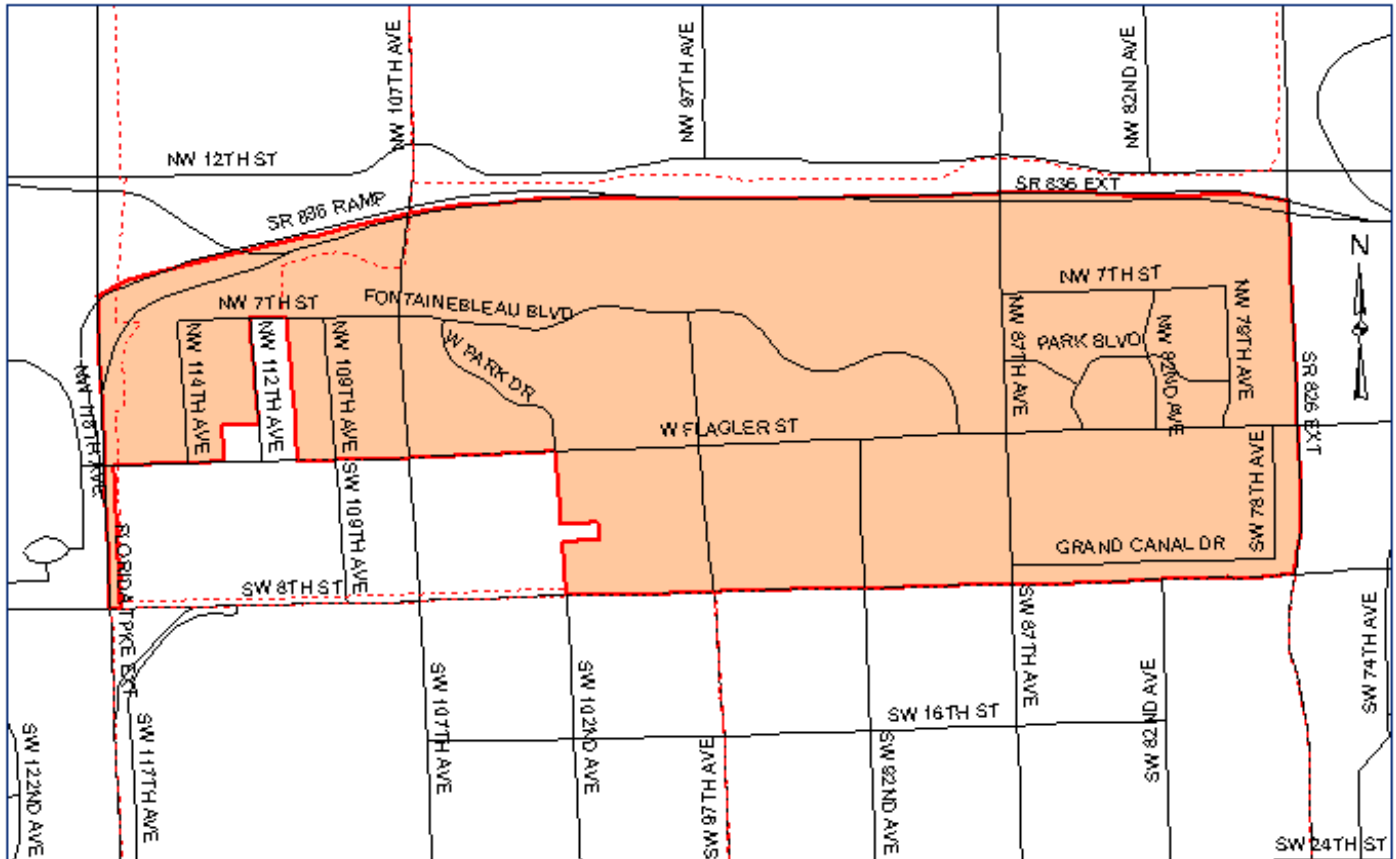 NW 107TH AVE
NW 97TH AVE
NW 82ND AVE
NW 12TH ST
SR 836 EXT
SR 836 RAMP
N
NW 7TH ST
FONTAINEBLEAU BLVD
NW 7TH ST
NW 79TH AVE
NW 114TH AVE
NW 112TH AVE
NW 109TH AVE
W PARK DR
NW 87TH AVE
PARK BLVD
NW 82ND AVE
SR 826 EXT
NW 118TH AVE
W FLAGLER ST
SW 78TH AVE
SW 109TH AVE
FLORIDA TPKE EXT
GRAND CANAL DR
SW 8TH ST
SW 87TH AVE
SW 74TH AVE
SW 107TH AVE
SW 102ND AVE
SW 16TH ST
SW 82ND AVE
SW 122ND AVE
SW 117TH AVE
SW 97TH AVE
SW 92ND AVE
SW 24TH ST